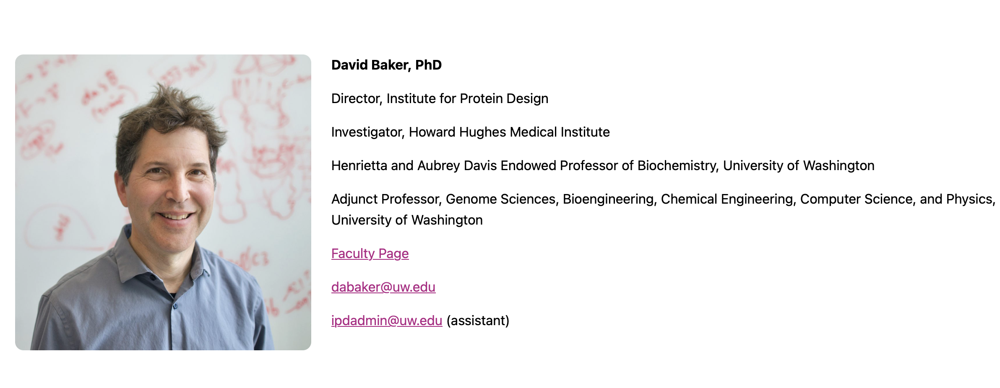 David Baker, PhD
Director, Institute for Protein Design
Investigator, Howard Hughes Medical Institute
Henrietta and Aubrey Davis Endowed Professor of Biochemistry, University of Washington
Adjunct Professor, Genome Sciences, Bioengineering, Chemical Engineering, Computer Science, and Physics,
University of Washington
Faculty Page
dabaker@uw.edu
ipdadmin@uw.edu (assistant)